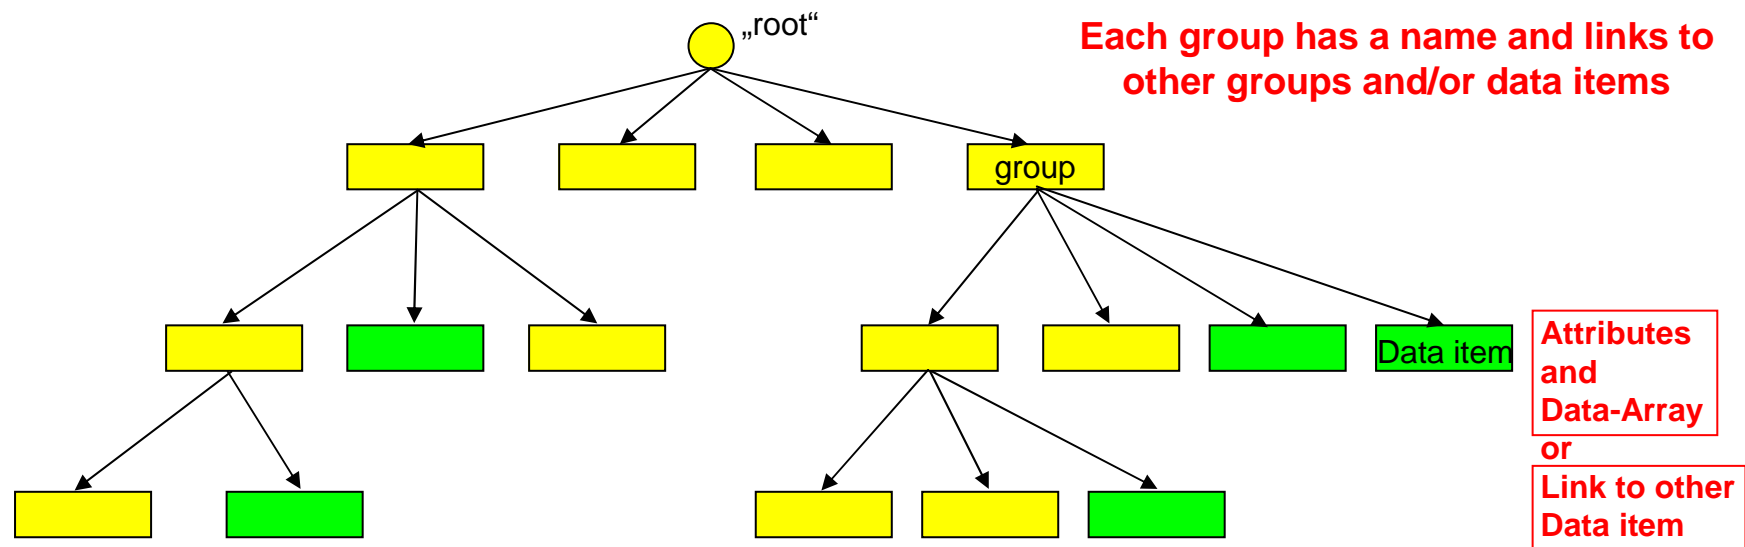 „root“
Each group has a name and links to
other groups and/or data items
group
Data item
Attributes
and
Data-Array
or
Link to other
Data item